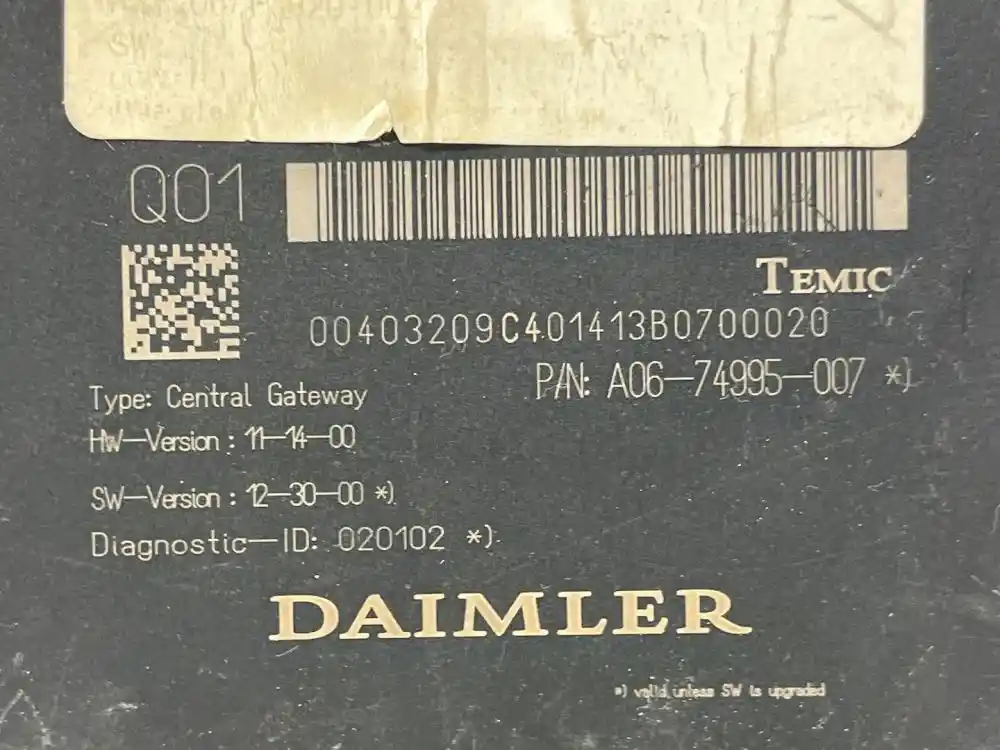 Q01
TEMIC
00403209C401413B0700020
P/N: A06-74995-007 *)
Type: Central Gateway
HW-Version : 11-14-00
SW-Version : 12-30-00 *)
Diagnostic-ID: 020102 *)
DAIMLER
*) valid unless SW is upgraded